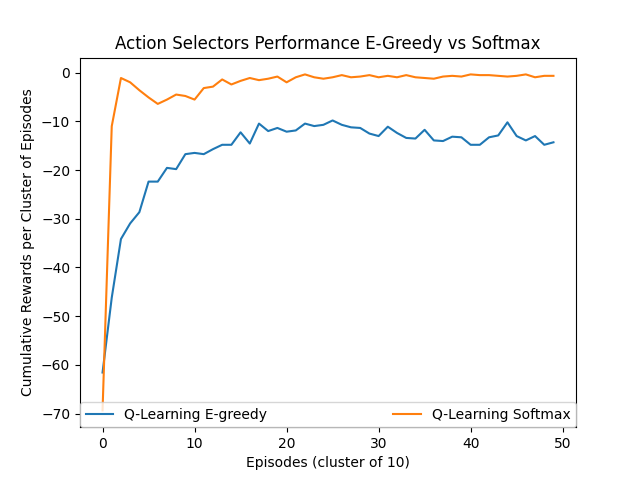 Action Selectors Performance E-Greedy vs Softmax
Cumulative Rewards per Cluster of Episodes
0
−10
−20
−30
−40
−50
−60
−70
Q-Learning E-greedy
Q-Learning Softmax
0
10
20
30
40
50
Episodes (cluster of 10)